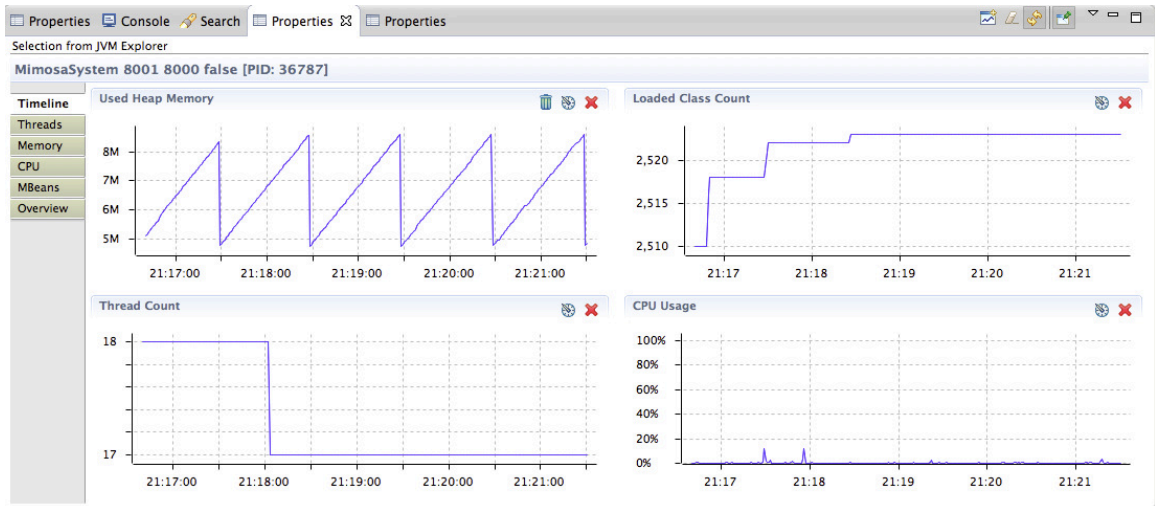 Properties Console Search Properties Properties
Selection from JVM Explorer
MimosaSystem 8001 8000 false [PID: 36787]
Timeline
Threads
Memory
CPU
MBeans
Overview
Used Heap Memory
8M
7M
6M
5M
21:17:00 21:18:00 21:19:00 21:20:00 21:21:00
Loaded Class Count
2,520
2,515
2,510
21:17 21:18 21:19 21:20 21:21
Thread Count
18
17
21:17:00 21:18:00 21:19:00 21:20:00 21:21:00
CPU Usage
100%
80%
60%
40%
20%
0%
21:17 21:18 21:19 21:20 21:21